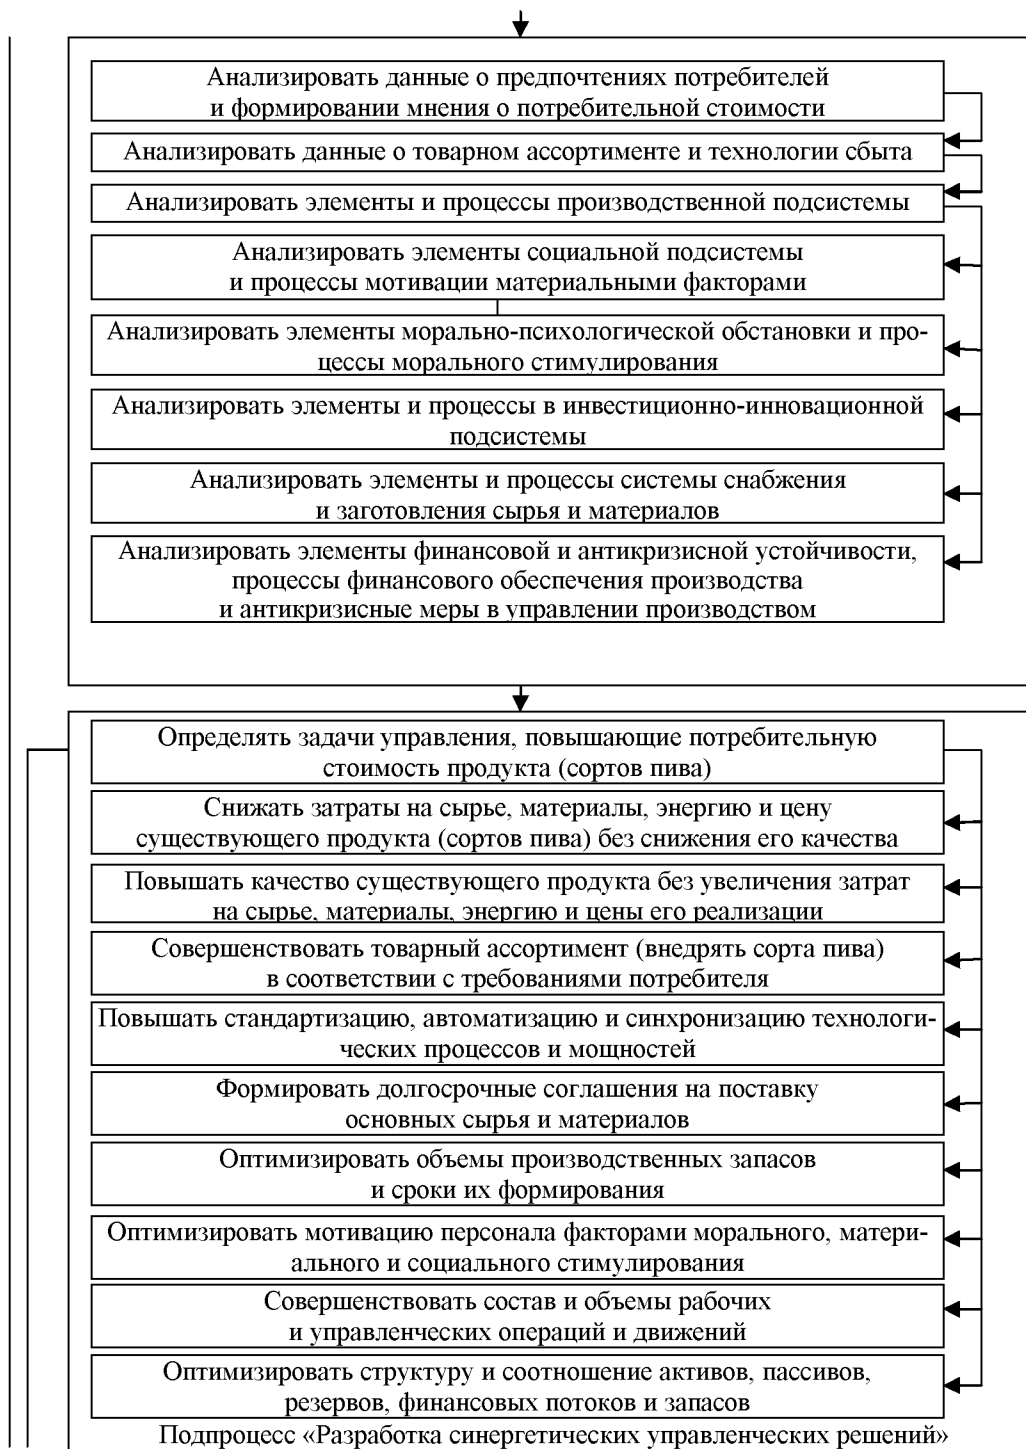 Анализировать данные о предпочтениях потребителей
и формировании мнения о потребительной стоимости
Анализировать данные о товарном ассортименте и технологии сбыта
Анализировать элементы и процессы производственной подсистемы
Анализировать элементы социальной подсистемы
и процессы мотивации материальными факторами
Анализировать элементы морально-психологической обстановки и про-
цессы морального стимулирования
Анализировать элементы и процессы в инвестиционно-инновационной
подсистемы
Анализировать элементы и процессы системы снабжения
и заготовления сырья и материалов
Анализировать элементы финансовой и антикризисной устойчивости,
процессы финансового обеспечения производства
и антикризисные меры в управлении производством
Определять задачи управления, повышающие потребительную
стоимость продукта (сортов пива)
Снижать затраты на сырье, материалы, энергию и цену
существующего продукта (сортов пива) без снижения его качества
Повышать качество существующего продукта без увеличения затрат
на сырье, материалы, энергию и цены его реализации
Совершенствовать товарный ассортимент (внедрять сорта пива)
в соответствии с требованиями потребителя
Повышать стандартизацию, автоматизацию и синхронизацию технологи-
ческих процессов и мощностей
Формировать долгосрочные соглашения на поставку
основных сырья и материалов
Оптимизировать объемы производственных запасов
и сроки их формирования
Оптимизировать мотивацию персонала факторами морального, матери-
ального и социального стимулирования
Совершенствовать состав и объемы рабочих
и управленческих операций и движений
Оптимизировать структуру и соотношение активов, пассивов,
резервов, финансовых потоков и запасов
Подпроцесс «Разработка синергетических управленческих решений»